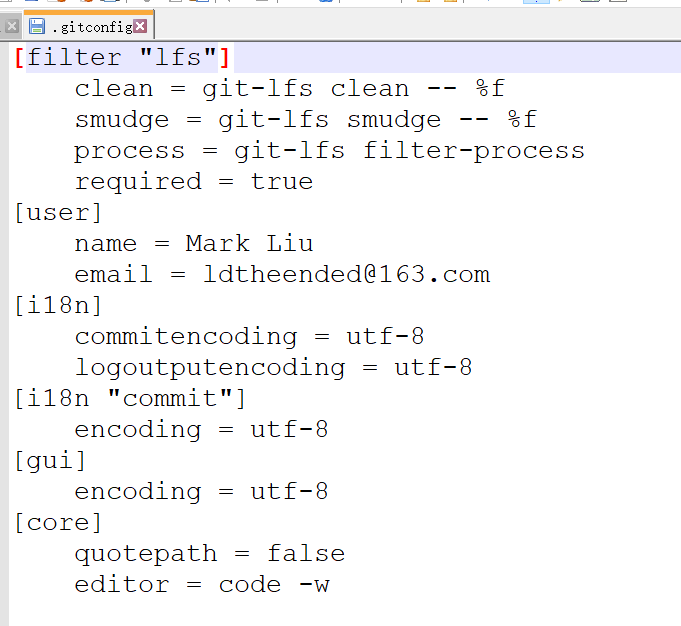 .gitconfig
[filter "lfs"]
clean = git-lfs clean -- %f
smudge = git-lfs smudge -- %f
process = git-lfs filter-process
required = true
[user]
name = Mark Liu
email = ldtheended@163.com
[i18n]
commitencoding = utf-8
logoutputencoding = utf-8
[i18n "commit"]
encoding = utf-8
[gui]
encoding = utf-8
[core]
quotepath = false
editor = code -w